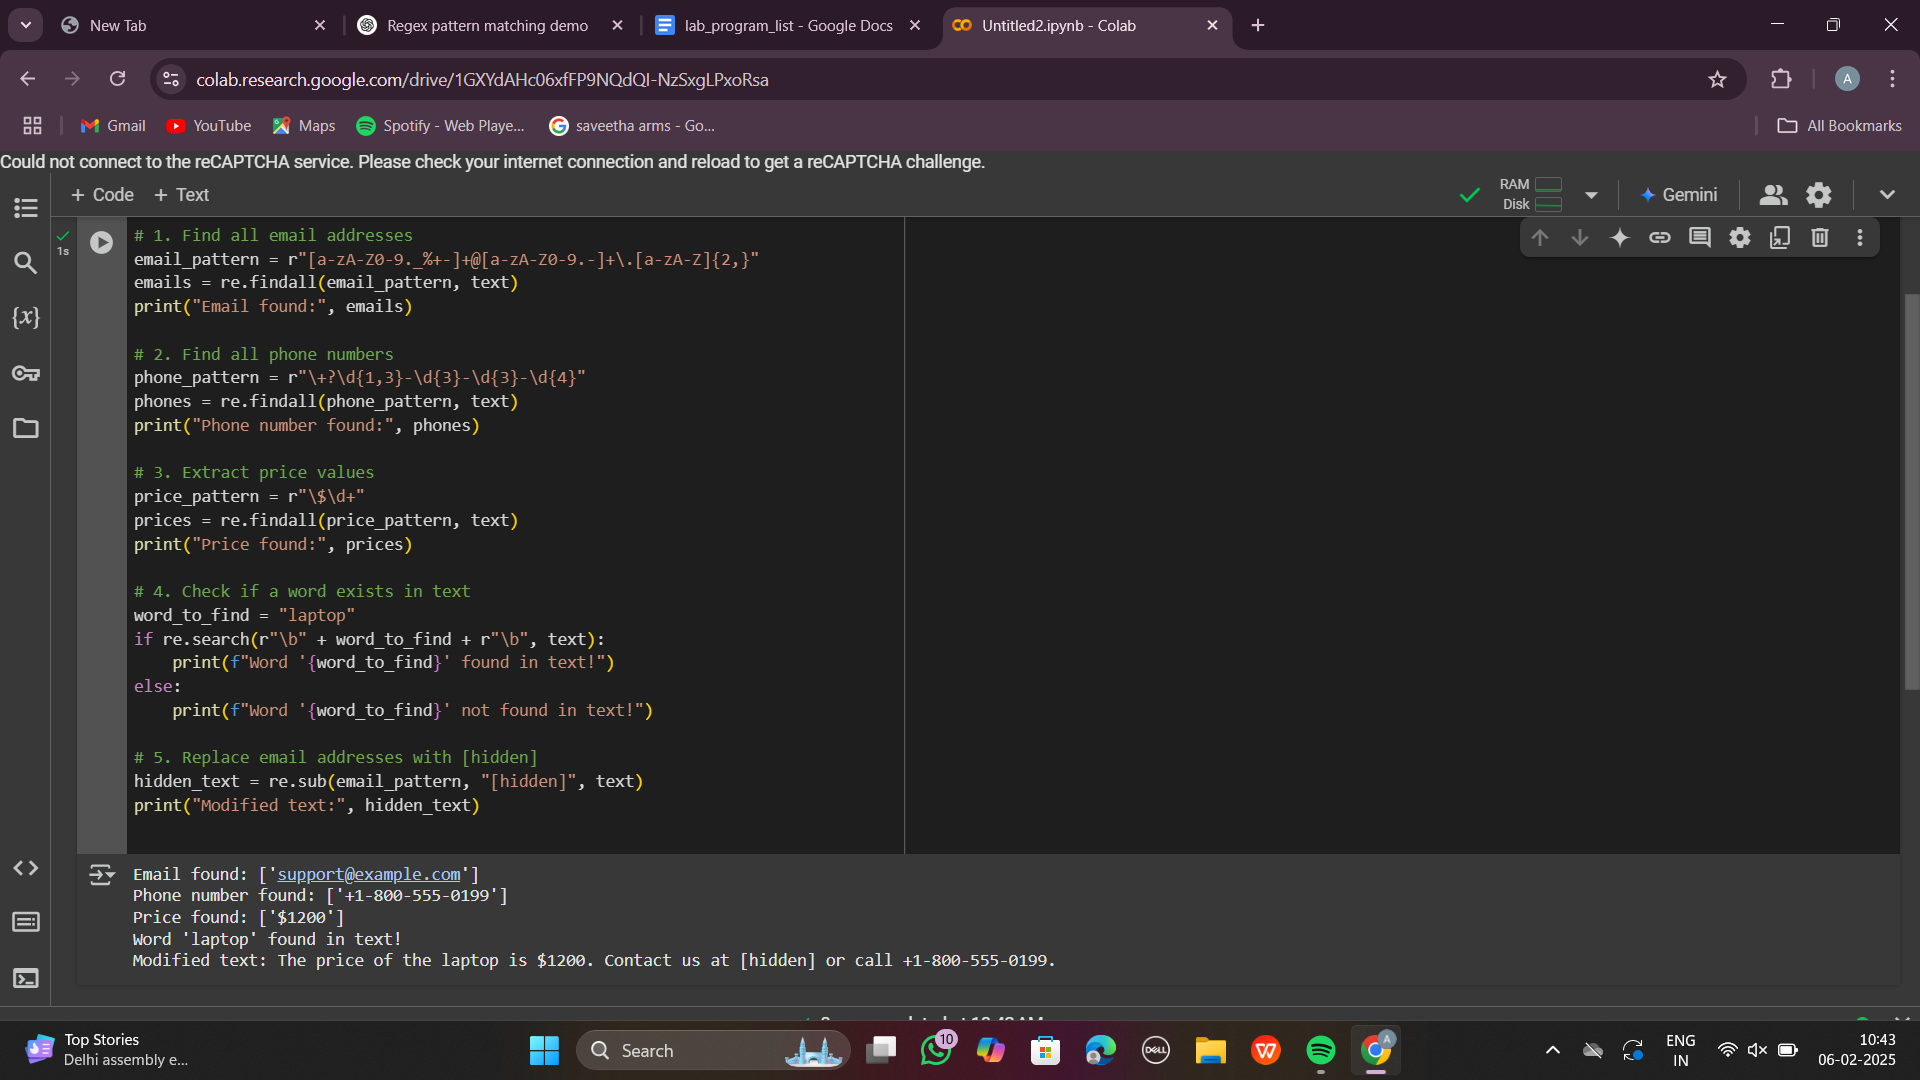 New Tab
Regex pattern matching demo
lab_program_list - Google Docs
Untitled2.ipynb - Colab
colab.research.google.com/drive/1GXYdAHc06xfFP9NQdQI-NzSxgLPxoRsa
A
Gmail
YouTube
Maps
Spotify - Web Playe...
saveetha arms - Go...
All Bookmarks
Could not connect to the reCAPTCHA service. Please check your internet connection and reload to get a reCAPTCHA challenge.
+ Code + Text
RAM
Disk
Gemini
1s
# 1. Find all email addresses
email_pattern = r"[a-zA-Z0-9._%+-]+@[a-zA-Z0-9.-]+\.[a-zA-Z]{2,}"
emails = re.findall(email_pattern, text)
print("Email found:", emails)
# 2. Find all phone numbers
phone_pattern = r"\+?\d{1,3}-\d{3}-\d{3}-\d{4}"
phones = re.findall(phone_pattern, text)
print("Phone number found:", phones)
# 3. Extract price values
price_pattern = r"\$\d+"
prices = re.findall(price_pattern, text)
print("Price found:", prices)
# 4. Check if a word exists in text
word_to_find = "laptop"
if re.search(r"\b" + word_to_find + r"\b", text):
    print(f"Word '{word_to_find}' found in text!")
else:
    print(f"Word '{word_to_find}' not found in text!")
# 5. Replace email addresses with [hidden]
hidden_text = re.sub(email_pattern, "[hidden]", text)
print("Modified text:", hidden_text)
Email found: ['support@example.com']
Phone number found: ['+1-800-555-0199']
Price found: ['$1200']
Word 'laptop' found in text!
Modified text: The price of the laptop is $1200. Contact us at [hidden] or call +1-800-555-0199.
Top Stories
Delhi assembly e...
Search
10
DELL
W
A
ENG
IN
10:43
06-02-2025